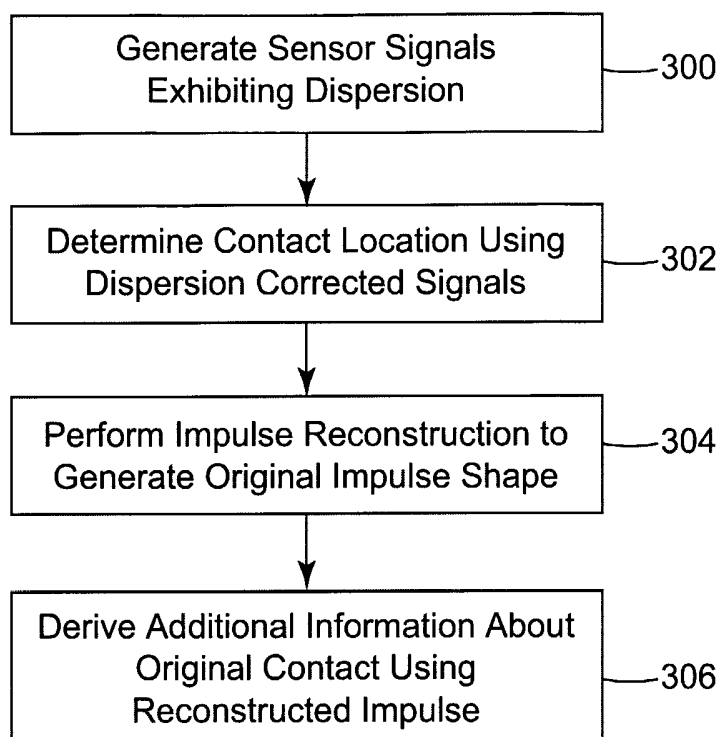 Generate Sensor Signals
Exhibiting Dispersion
300
Determine Contact Location Using
Dispersion Corrected Signals
302
Perform Impulse Reconstruction to
Generate Original Impulse Shape
304
Derive Additional Information About
Original Contact Using
Reconstructed Impulse
306